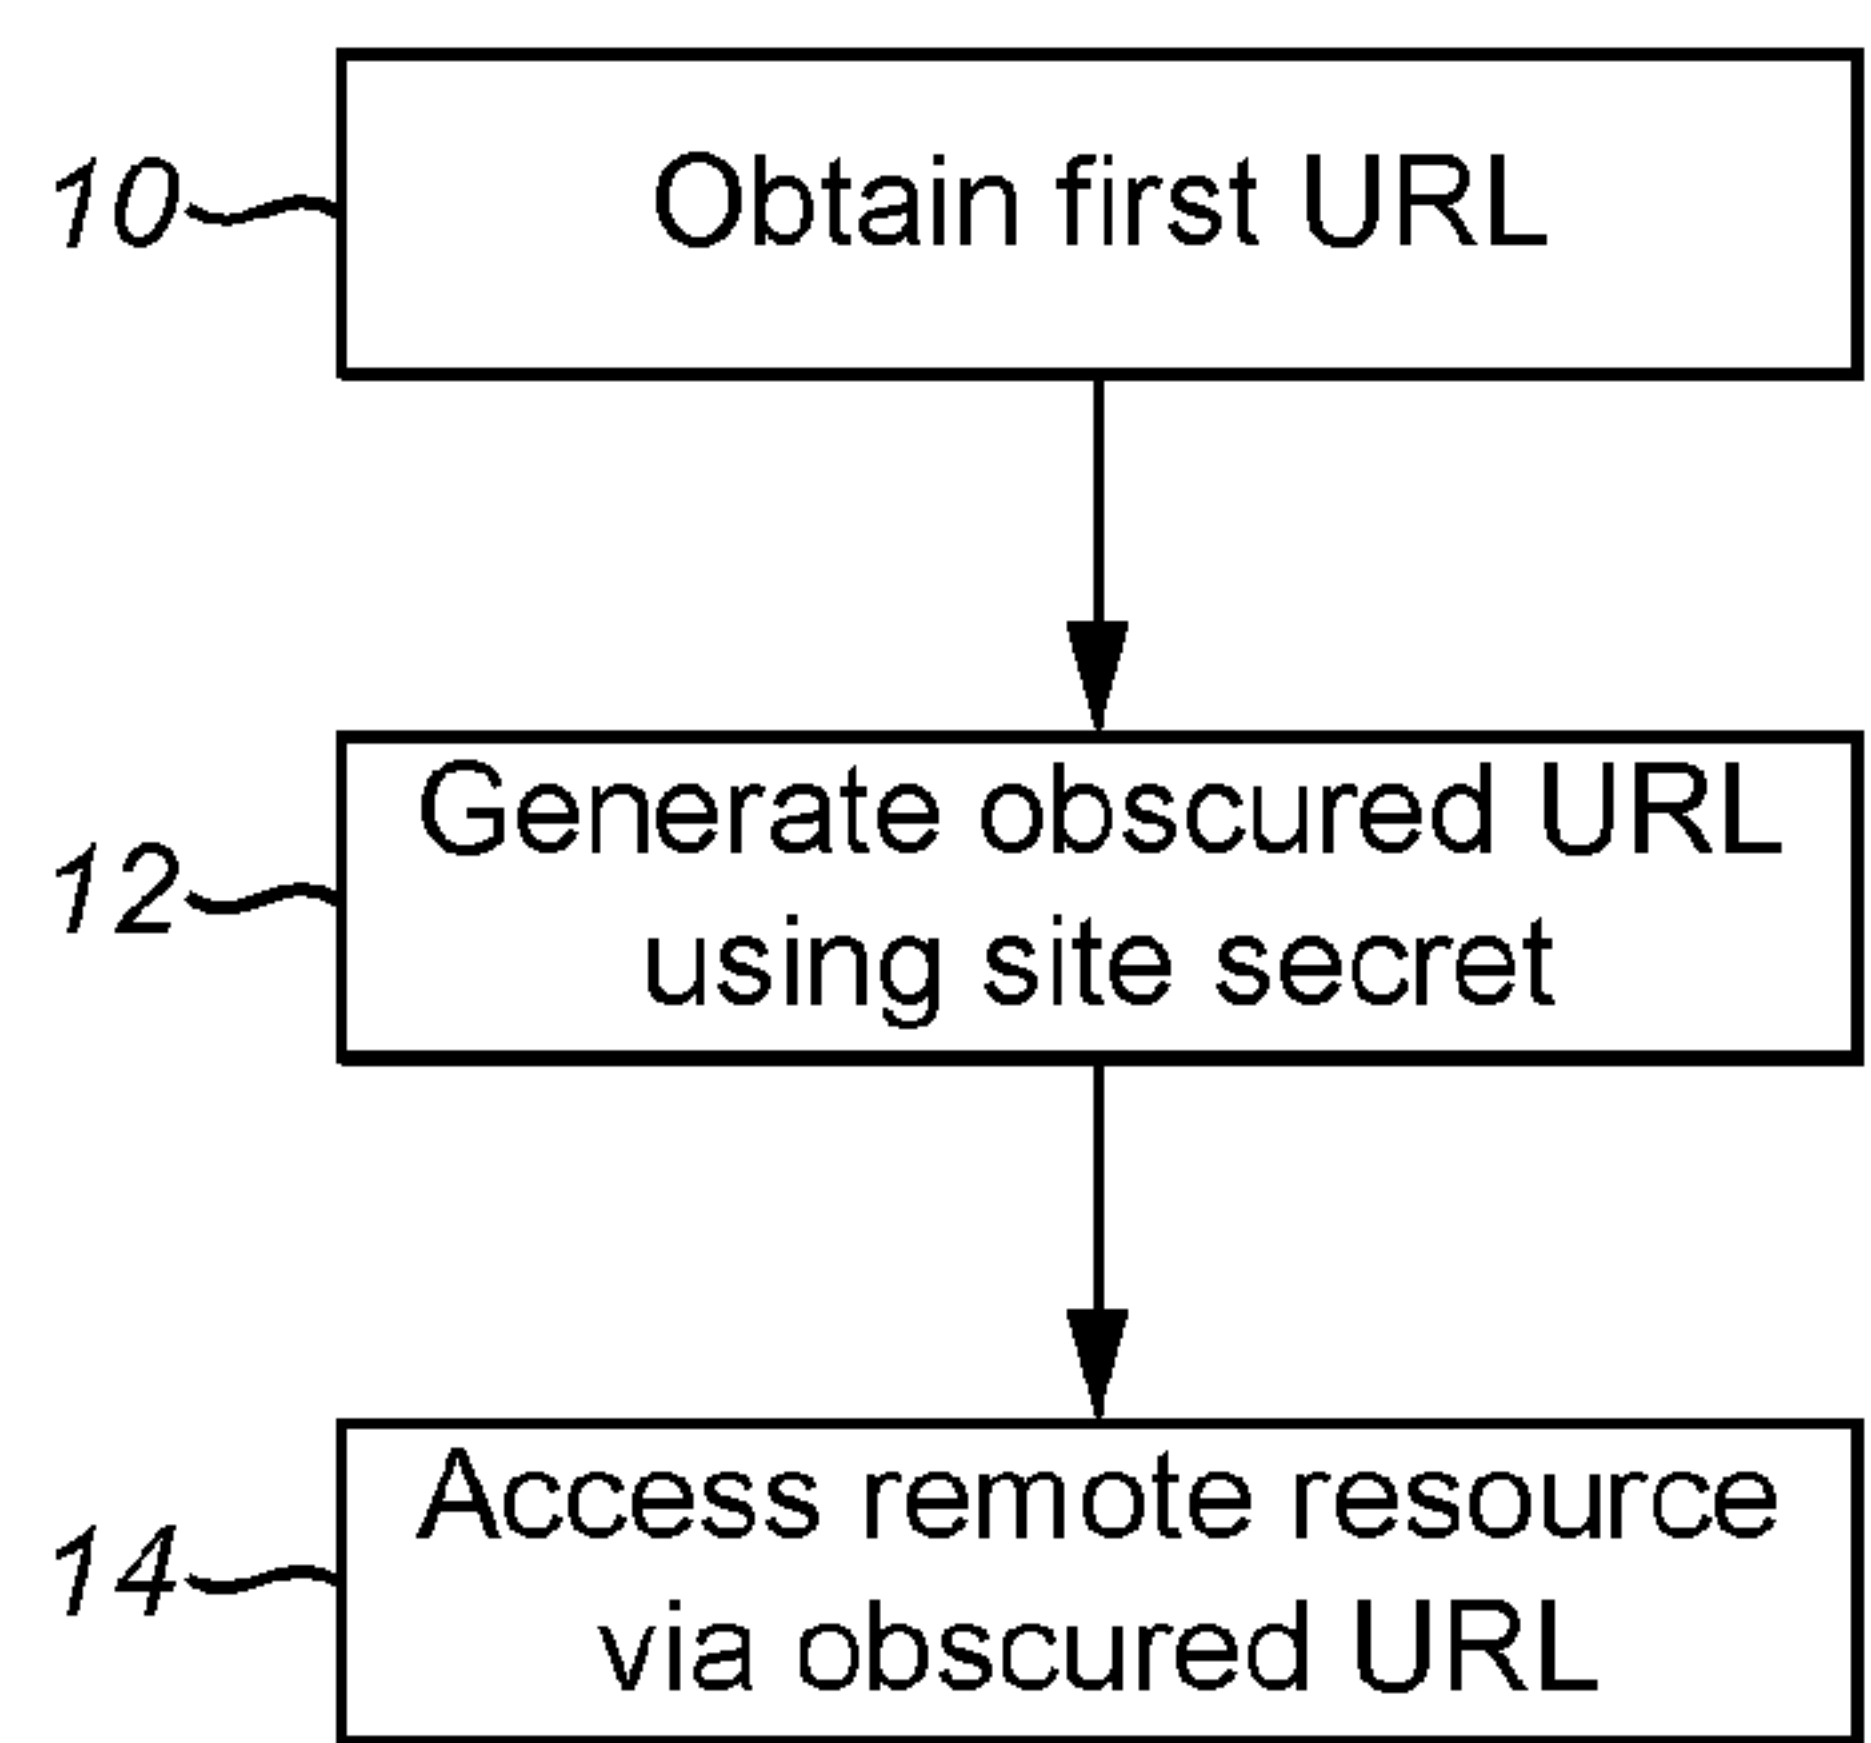 10
Obtain first URL
12
Generate obscured URL
using site secret
14
Access remote resource
via obscured URL